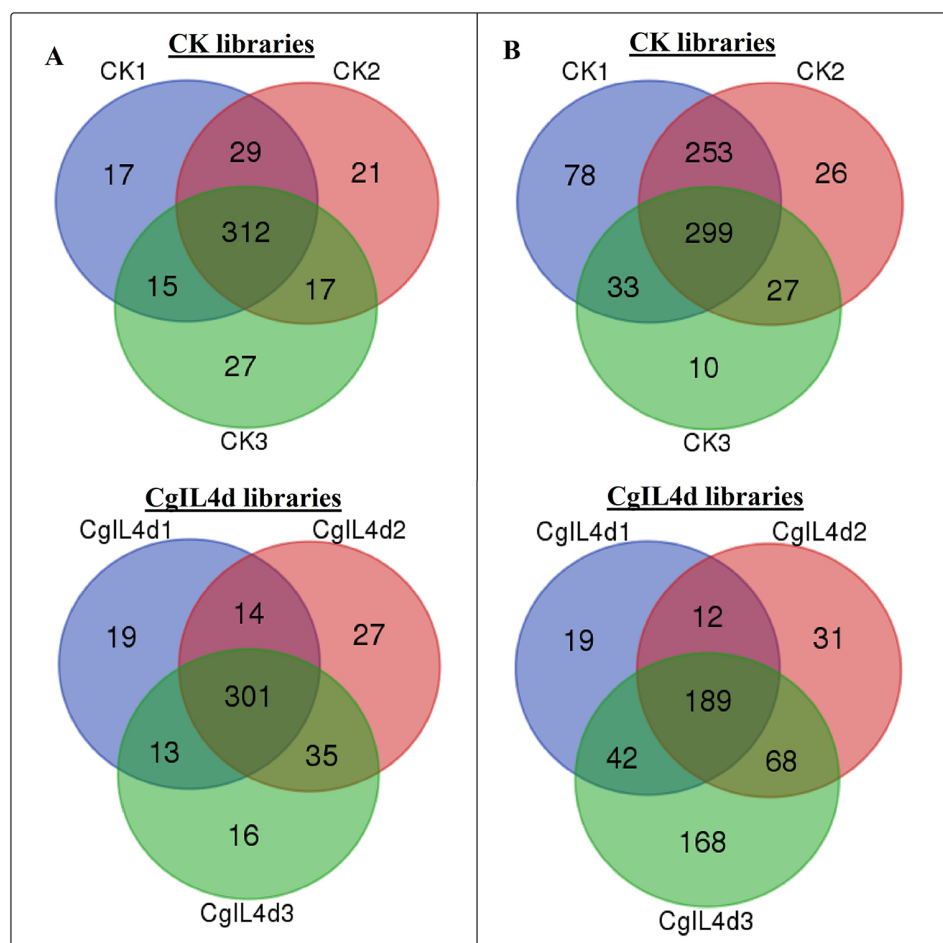 A
CK libraries
CK1
CK2
17
29
21
312
15
17
27
CK3
CgIL4d libraries
CgIL4d1
CgIL4d2
19
14
27
301
13
35
16
CgIL4d3
B
CK libraries
CK1
CK2
78
253
26
299
33
27
10
CK3
CgIL4d libraries
CgIL4d1
CgIL4d2
19
12
31
189
42
68
168
CgIL4d3